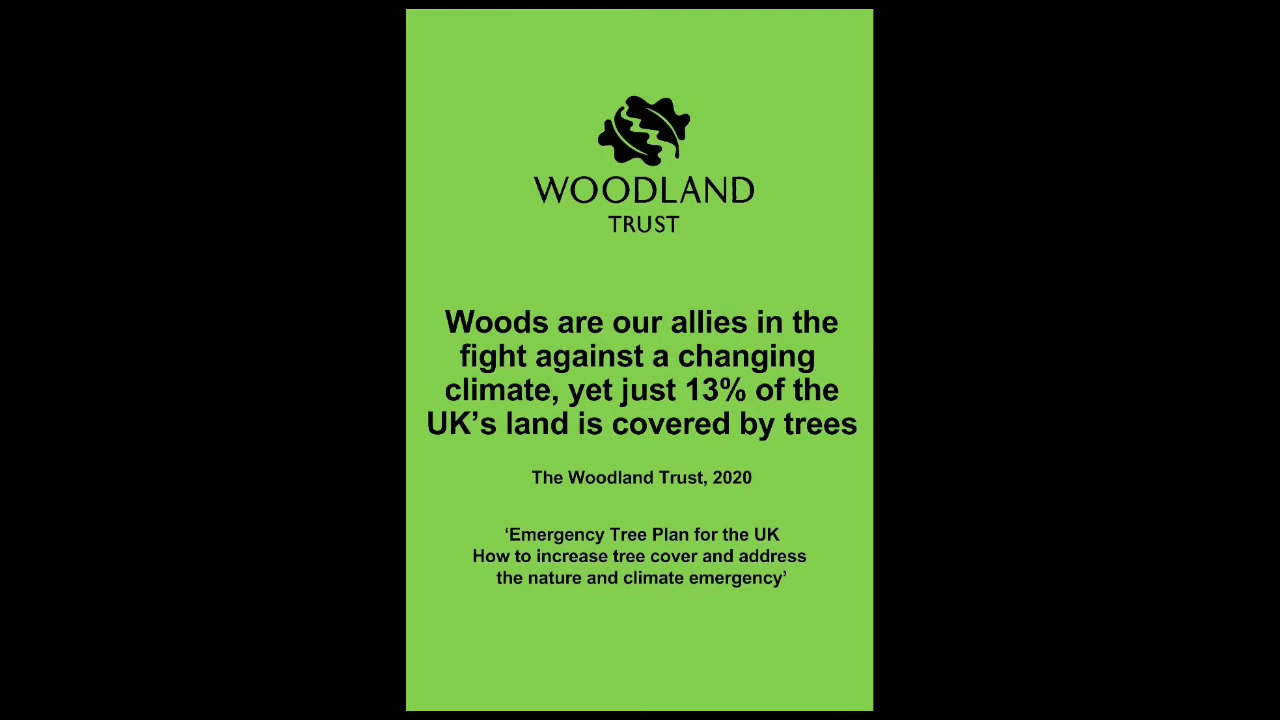 WOODLAND
TRUST
Woods are our allies in the
fight against a changing
climate, yet just 13% of the
UK’s land is covered by trees
The Woodland Trust, 2020
‘Emergency Tree Plan for the UK
How to increase tree cover and address
the nature and climate emergency’